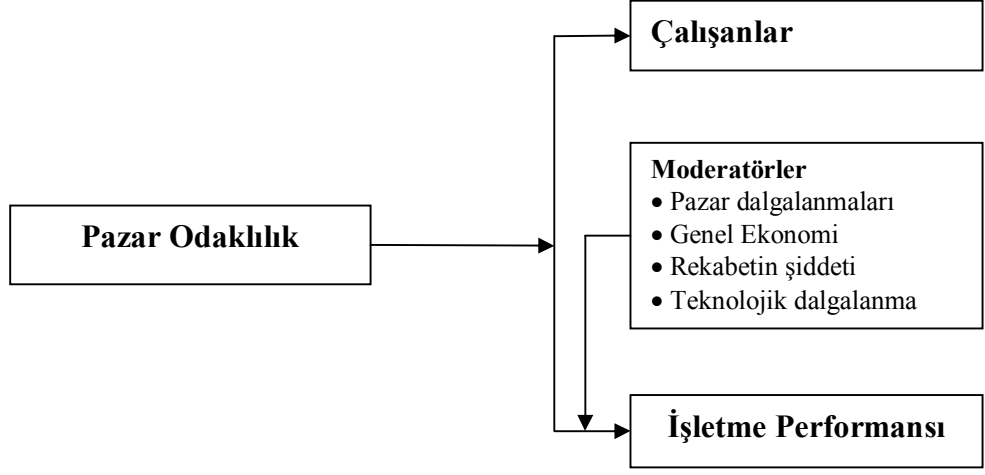 Çalışanlar
Pazar Odaklılık
Moderatörler
• Pazar dalgalanmaları
• Genel Ekonomi
• Rekabetin şiddeti
• Teknolojik dalgalanma
İşletme Performansı